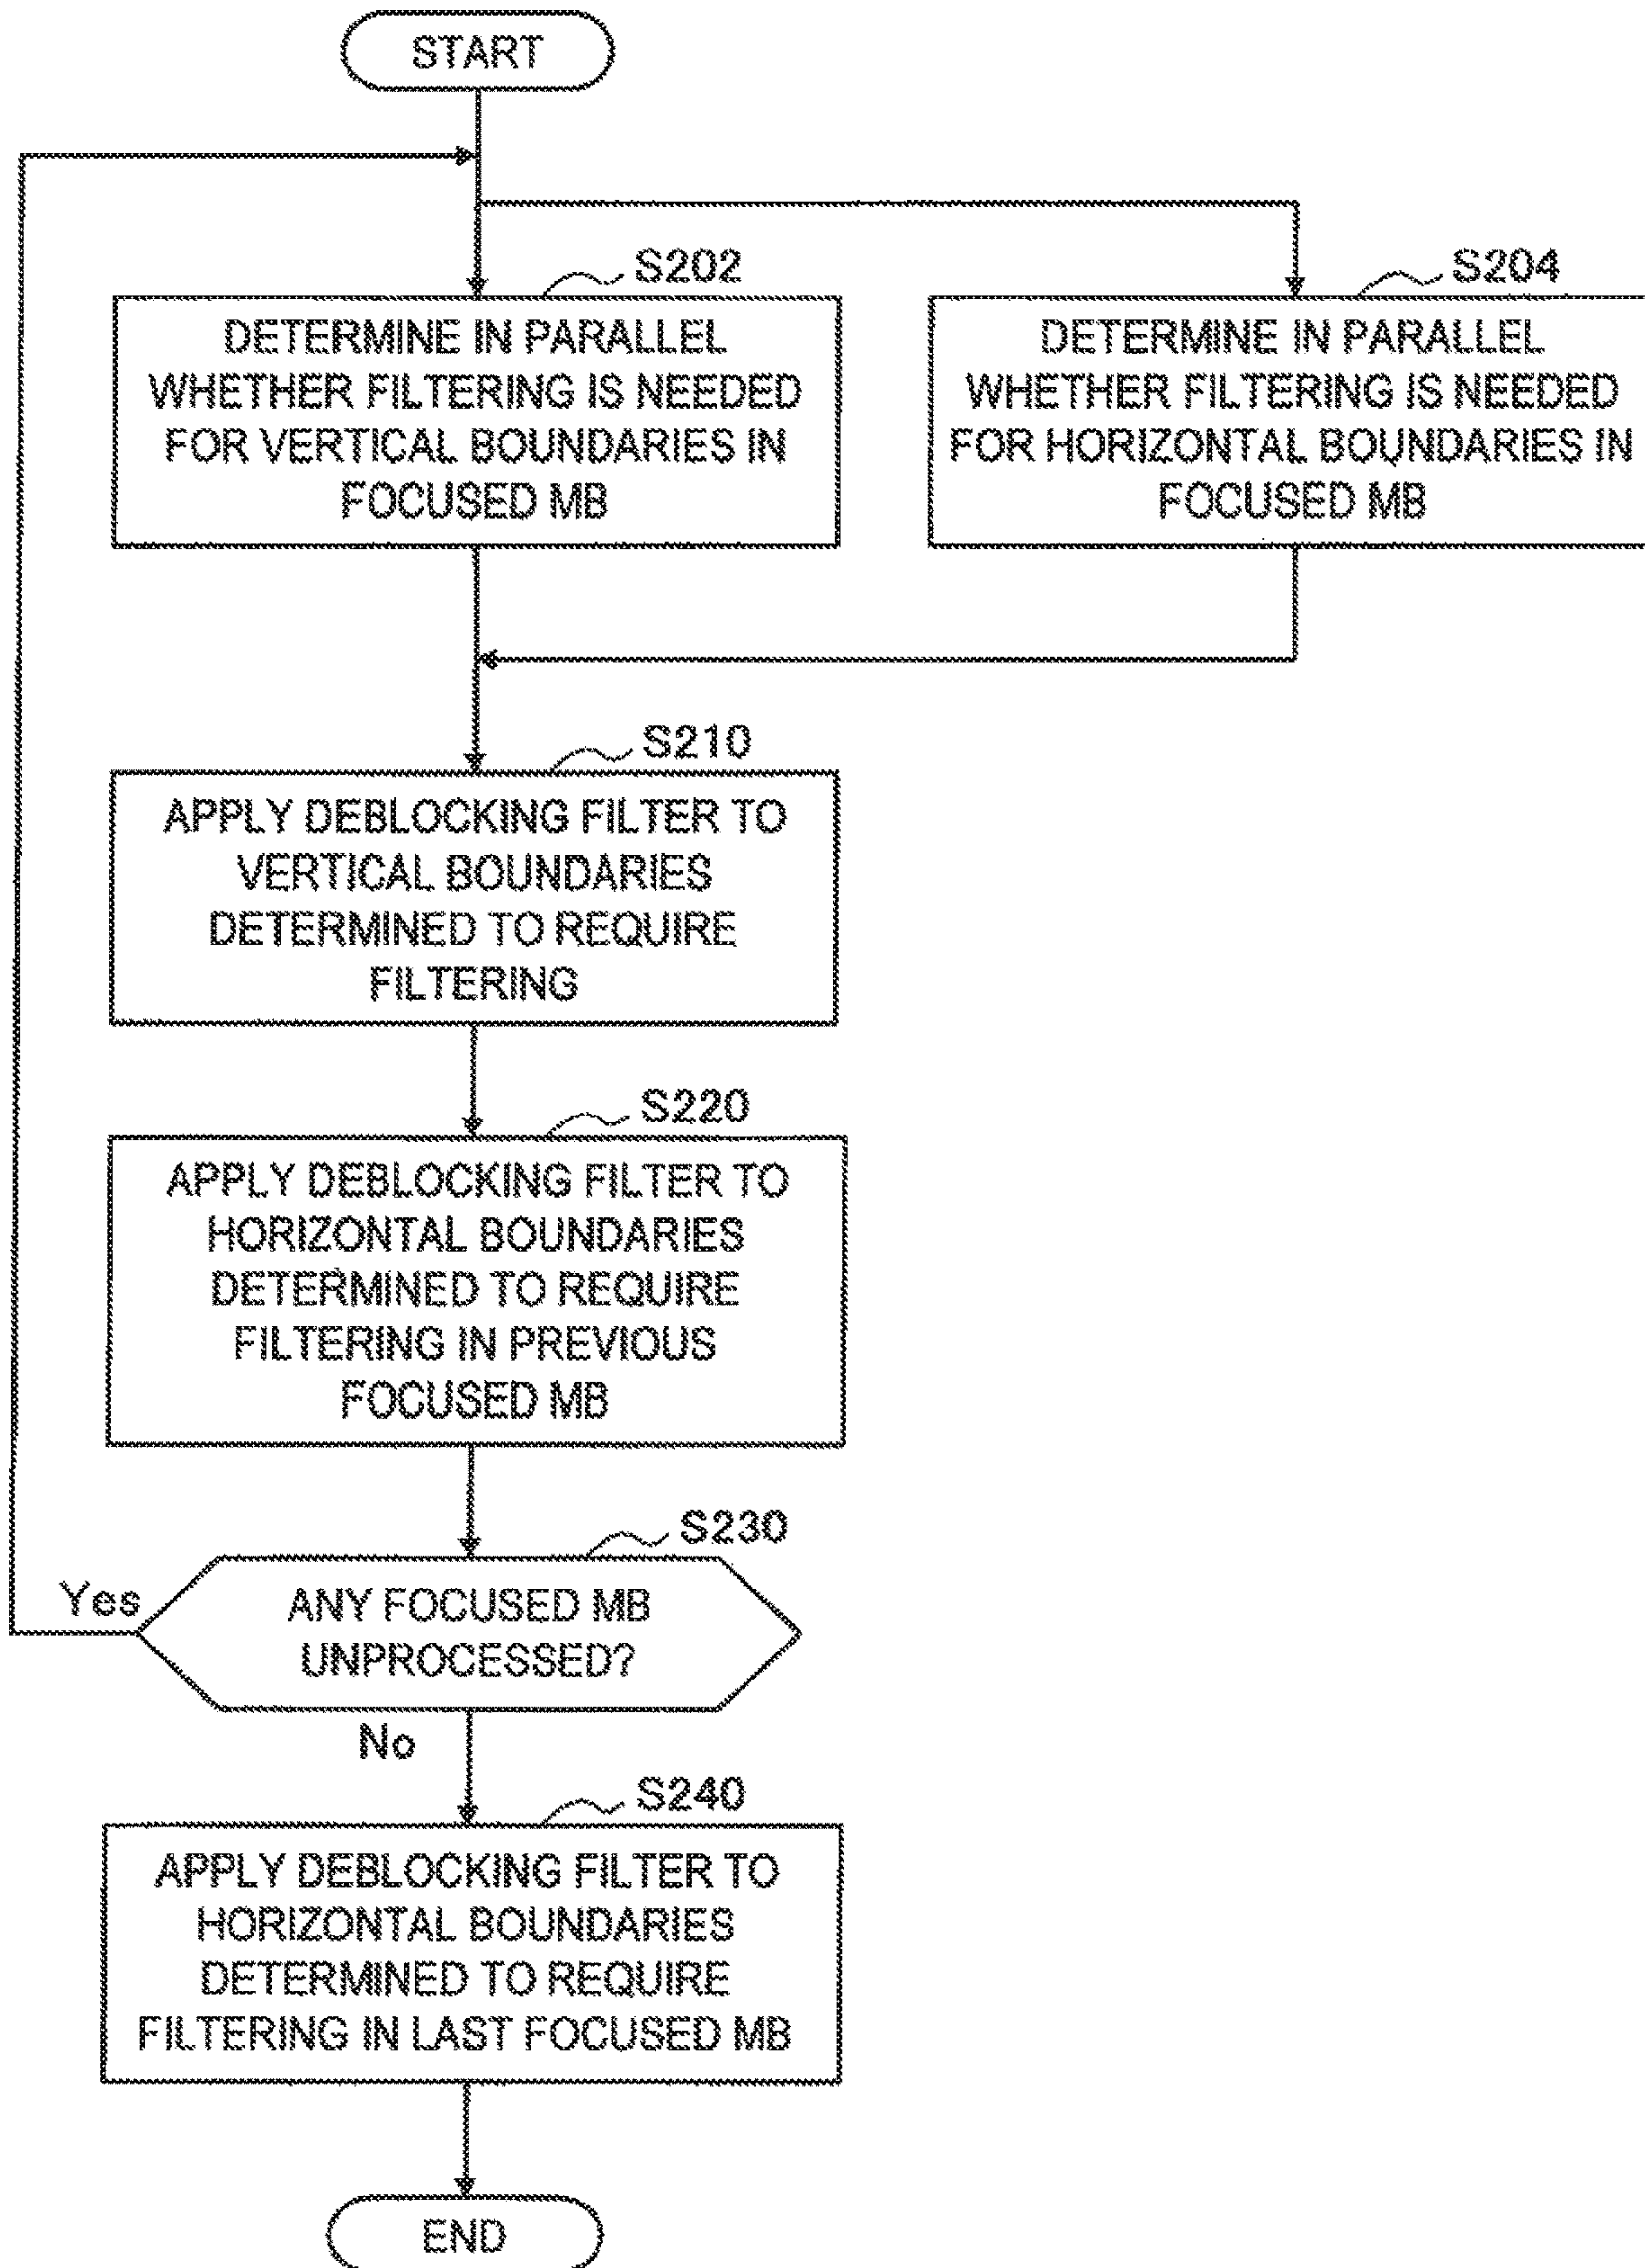 START
S202
DETERMINE IN PARALLEL
WHETHER FILTERING IS NEEDED
FOR VERTICAL BOUNDARIES IN
FOCUSED MB
S204
DETERMINE IN PARALLEL
WHETHER FILTERING IS NEEDED
FOR HORIZONTAL BOUNDARIES IN
FOCUSED MB
S210
APPLY DEBLOCKING FILTER TO
VERTICAL BOUNDARIES
DETERMINED TO REQUIRE
FILTERING
S220
APPLY DEBLOCKING FILTER TO
HORIZONTAL BOUNDARIES
DETERMINED TO REQUIRE
FILTERING IN PREVIOUS
FOCUSED MB
S230
Yes
ANY FOCUSED MB
UNPROCESSED?
No
S240
APPLY DEBLOCKING FILTER TO
HORIZONTAL BOUNDARIES
DETERMINED TO REQUIRE
FILTERING IN LAST FOCUSED MB
END